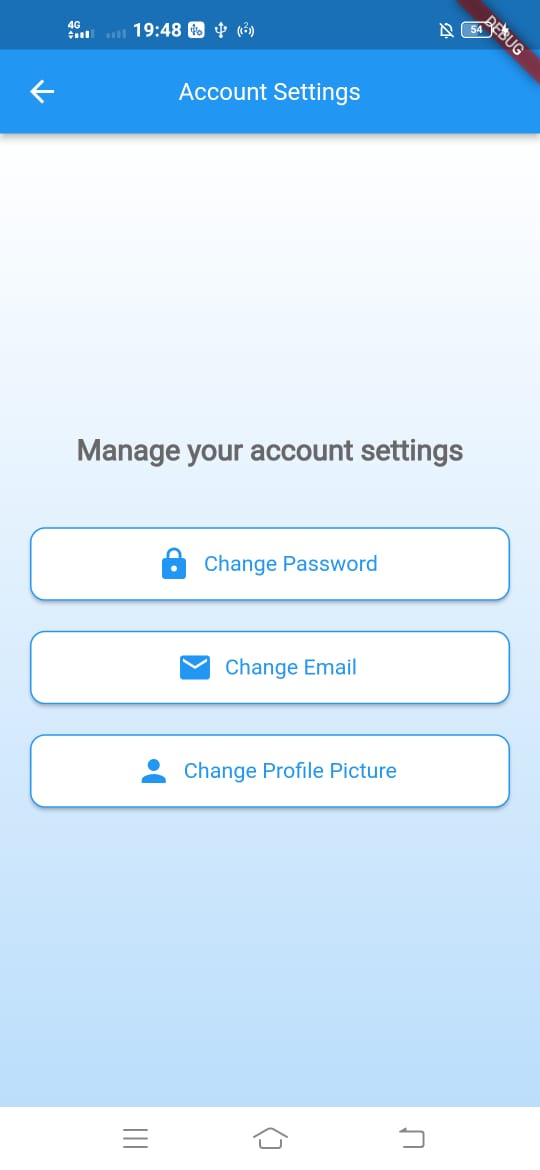 4G
19:48
54
DEBUG
Account Settings
Manage your account settings
Change Password
Change Email
Change Profile Picture